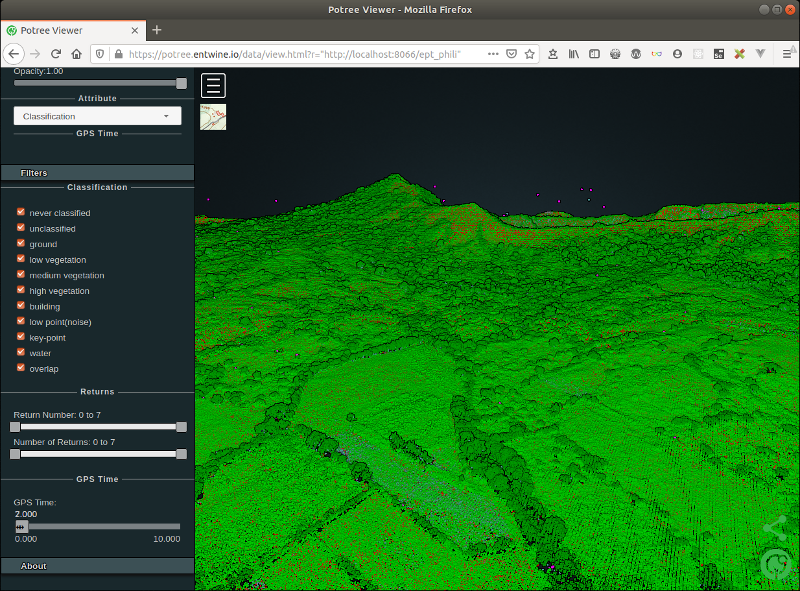 Potree Viewer - Mozilla Firefox
Potree Viewer
https://potree.entwine.io/data/view.html?r="http://localhost:8066/ept_phili"
Opacity:1.00
Attribute
Classification
GPS Time
Filters
Classification
never classified
unclassified
ground
low vegetation
medium vegetation
high vegetation
building
low point(noise)
key-point
water
overlap
Returns
Return Number: 0 to 7
Number of Returns: 0 to 7
GPS Time
GPS Time:
0.000 10.000
About